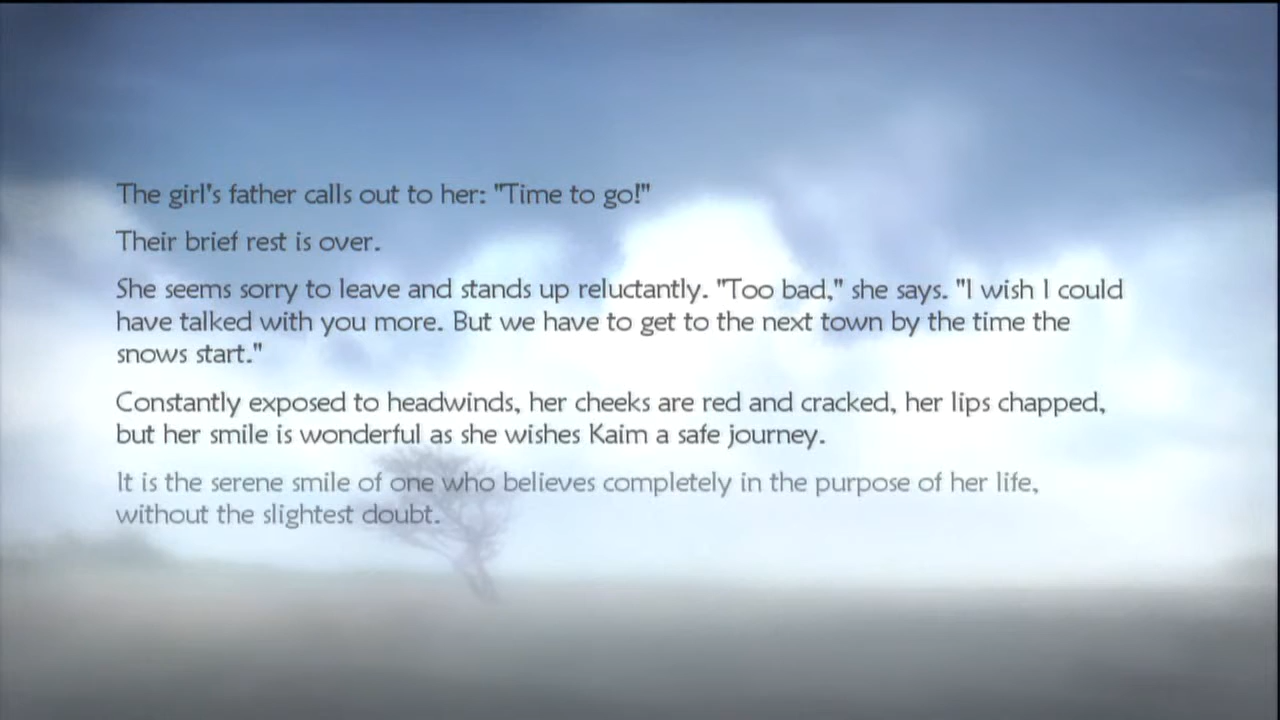 The girl's father calls out to her: "Time to go!"
Their brief rest is over.
She seems sorry to leave and stands up reluctantly. "Too bad," she says. "I wish I could
have talked with you more. But we have to get to the next town by the time the
snows start."
Constantly exposed to headwinds, her cheeks are red and cracked, her lips chapped,
but her smile is wonderful as she wishes Kaim a safe journey.
It is the serene smile of one who believes completely in the purpose of her life,
without the slightest doubt.